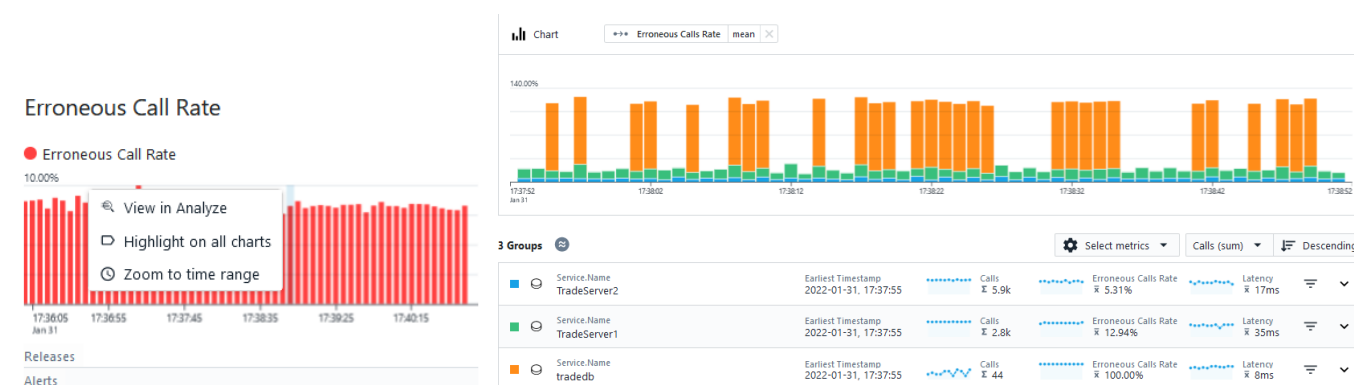 Erroneous Call Rate
Erroneous Call Rate
10.00%
View in Analyze
Highlight on all charts
Zoom to time range
17:36:05 17:36:55 17:37:45 17:38:35 17:39:25 17:40:15
Jan 31
Releases
Alerts
Chart Erroneous Calls Rate mean
140.00%
17:37:52 17:38:02 17:38:12 17:38:22 17:38:32 17:38:42 17:38:52
Jan 31
3 Groups Select metrics Calls (sum) Descending
Service.Name Earliest Timestamp Calls Erroneous Calls Rate Latency
TradeServer2 2022-01-31, 17:37:55 Σ 5.9k x̄ 5.31% x̄ 17ms
Service.Name Earliest Timestamp Calls Erroneous Calls Rate Latency
TradeServer1 2022-01-31, 17:37:55 Σ 2.8k x̄ 12.94% x̄ 35ms
Service.Name Earliest Timestamp Calls Erroneous Calls Rate Latency
tradedb 2022-01-31, 17:37:55 Σ 44 x̄ 100.00% x̄ 8ms